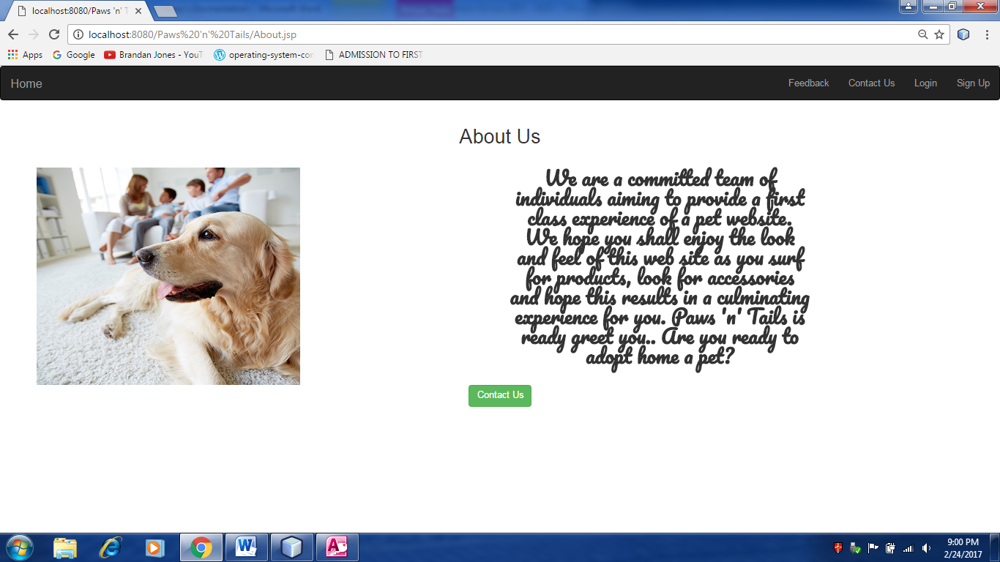 localhost:8080/Paws 'n' T
localhost:8080/Paws%20'n'%20Tails/About.jsp
Apps Google Brandan Jones - YouT operating-system-con ADMISSION TO FIRST
Home Feedback Contact Us Login Sign Up
About Us
We are a committed team of
individuals aiming to provide a first
class experience of a pet website.
We hope you shall enjoy the look
and feel of this web site as you surf
for products, look for accessories
and hope this results in a culminating
experience for you. Paws 'n' Tails is
ready greet you.. Are you ready to
adopt home a pet?
Contact Us
9:00 PM
2/24/2017